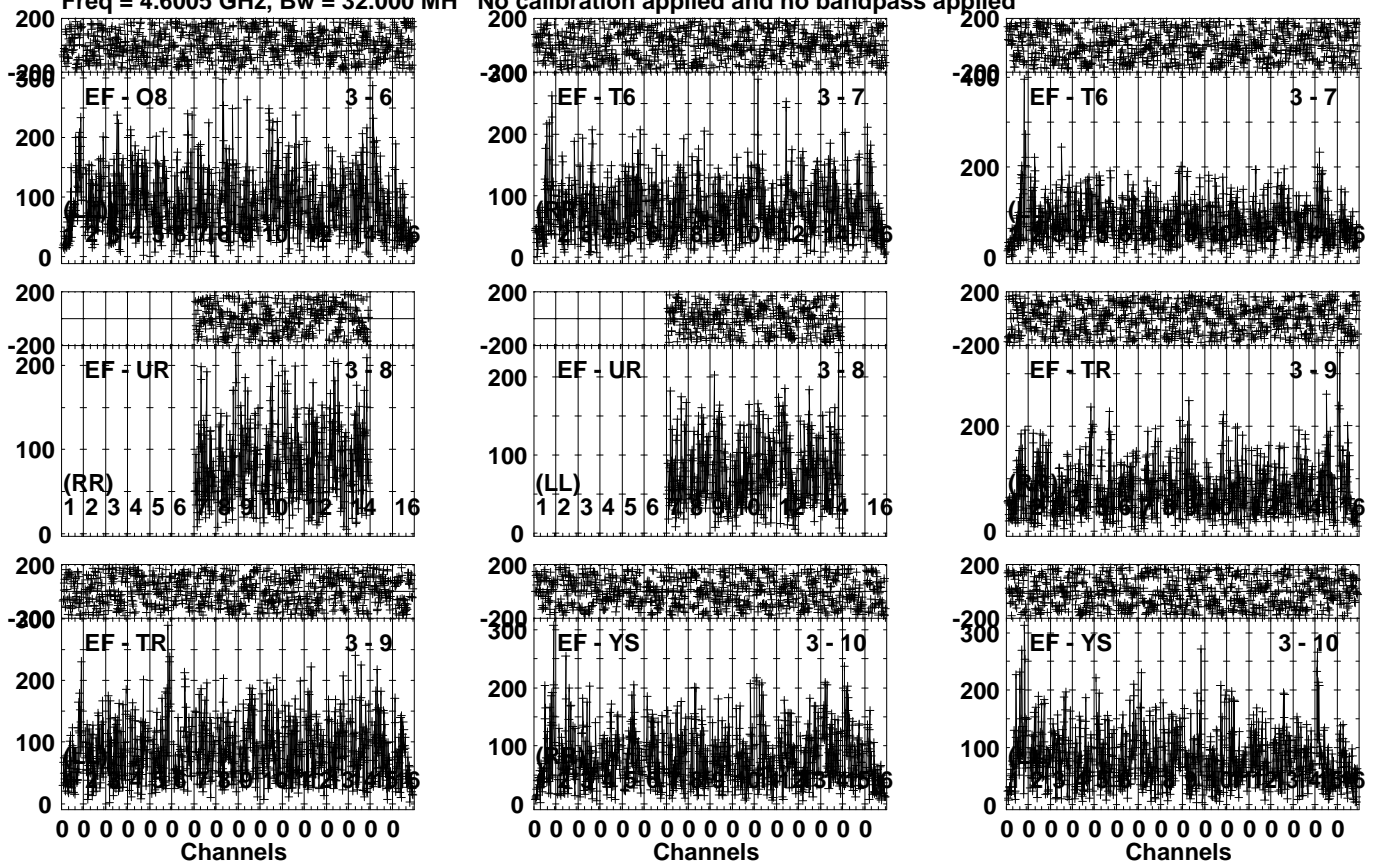 Freq = 4.6005 GHz, Bw = 32.000 MH   No calibration applied and no bandpass applied
200 200 200
-200 -200 -200
300 300 400
EF - O8 3 - 6 EF - T6 3 - 7 EF - T6 3 - 7
200 200 200
100 100
0 0 0
200 200 200
-200 -200 -200
EF - UR 3 - 8 EF - UR 3 - 8 EF - TR 3 - 9
200 200 200
100 100
(RR) (LL)
1 2 3 4 5 6 7 8 9 10 12 14 16 1 2 3 4 5 6 7 8 9 10 12 14 16
0 0 0
200 200 200
-200 -200 -200
300 300 300
EF - TR 3 - 9 EF - YS 3 - 10 EF - YS 3 - 10
200 200 200
100 100 100
0 0 0
0 0 0 0 0 0 0 0 0 0 0 0 0 0 0 0 0 0 0 0 0 0 0 0 0 0 0 0 0 0 0 0 0 0 0 0 0 0 0 0 0 0 0 0 0 0 0 0
Channels Channels Channels